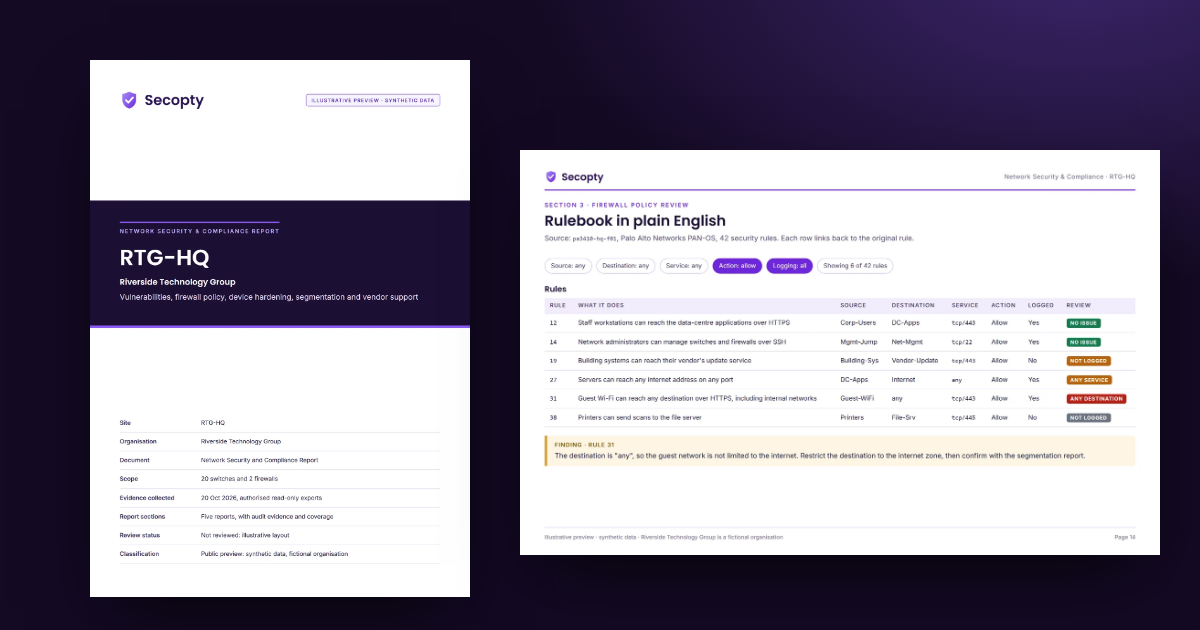 Secopty
ILLUSTRATIVE PREVIEW · SYNTHETIC DATA
NETWORK SECURITY & COMPLIANCE REPORT
RTG-HQ
Riverside Technology Group
Vulnerabilities, firewall policy, device hardening, segmentation and vendor support
Site RTG-HQ
Organisation Riverside Technology Group
Document Network Security and Compliance Report
Scope 20 switches and 2 firewalls
Evidence collected 20 Oct 2026, authorised read-only exports
Report sections Five reports, with audit evidence and coverage
Review status Not reviewed: illustrative layout
Classification Public preview: synthetic data, fictional organisation
Secopty Network Security & Compliance · RTG-HQ
SECTION 3 · FIREWALL POLICY REVIEW
Rulebook in plain English
Source: pa3410-hq-f01, Palo Alto Networks PAN-OS, 42 security rules. Each row links back to the original rule.
Source: any Destination: any Service: any Action: allow Logging: all Showing 6 of 42 rules
Rules
RULE WHAT IT DOES SOURCE DESTINATION SERVICE ACTION LOGGED REVIEW
12 Staff workstations can reach the data-centre applications over HTTPS Corp-Users DC-Apps tcp/443 Allow Yes NO ISSUE
14 Network administrators can manage switches and firewalls over SSH Mgmt-Jump Net-Mgmt tcp/22 Allow Yes NO ISSUE
19 Building systems can reach their vendor's update service Building-Sys Vendor-Update tcp/443 Allow No NOT LOGGED
27 Servers can reach any internet address on any port DC-Apps Internet any Allow Yes ANY SERVICE
31 Guest Wi-Fi can reach any destination over HTTPS, including internal networks Guest-WiFi any tcp/443 Allow Yes ANY DESTINATION
38 Printers can send scans to the file server Printers File-Srv tcp/445 Allow No NOT LOGGED
FINDING · RULE 31
The destination is "any", so the guest network is not limited to the internet. Restrict the destination to the internet zone, then confirm with the segmentation report.
Illustrative preview · synthetic data · Riverside Technology Group is a fictional organisation Page 16